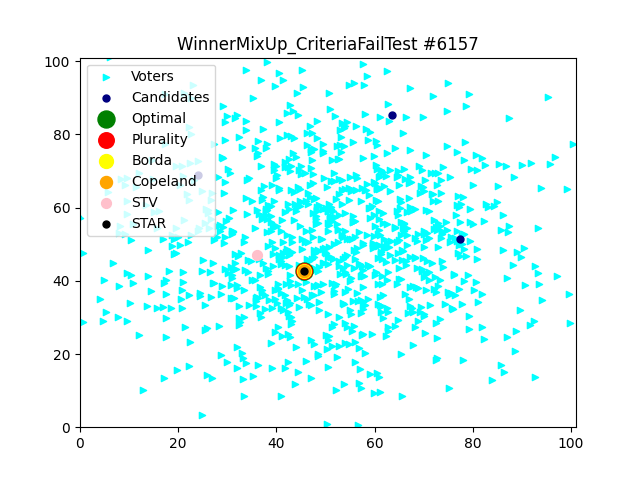 WinnerMixUp_CriteriaFailTest #6157
100
80
60
40
20
0
0 20 40 60 80 100
Voters
Candidates
Optimal
Plurality
Borda
Copeland
STV
STAR